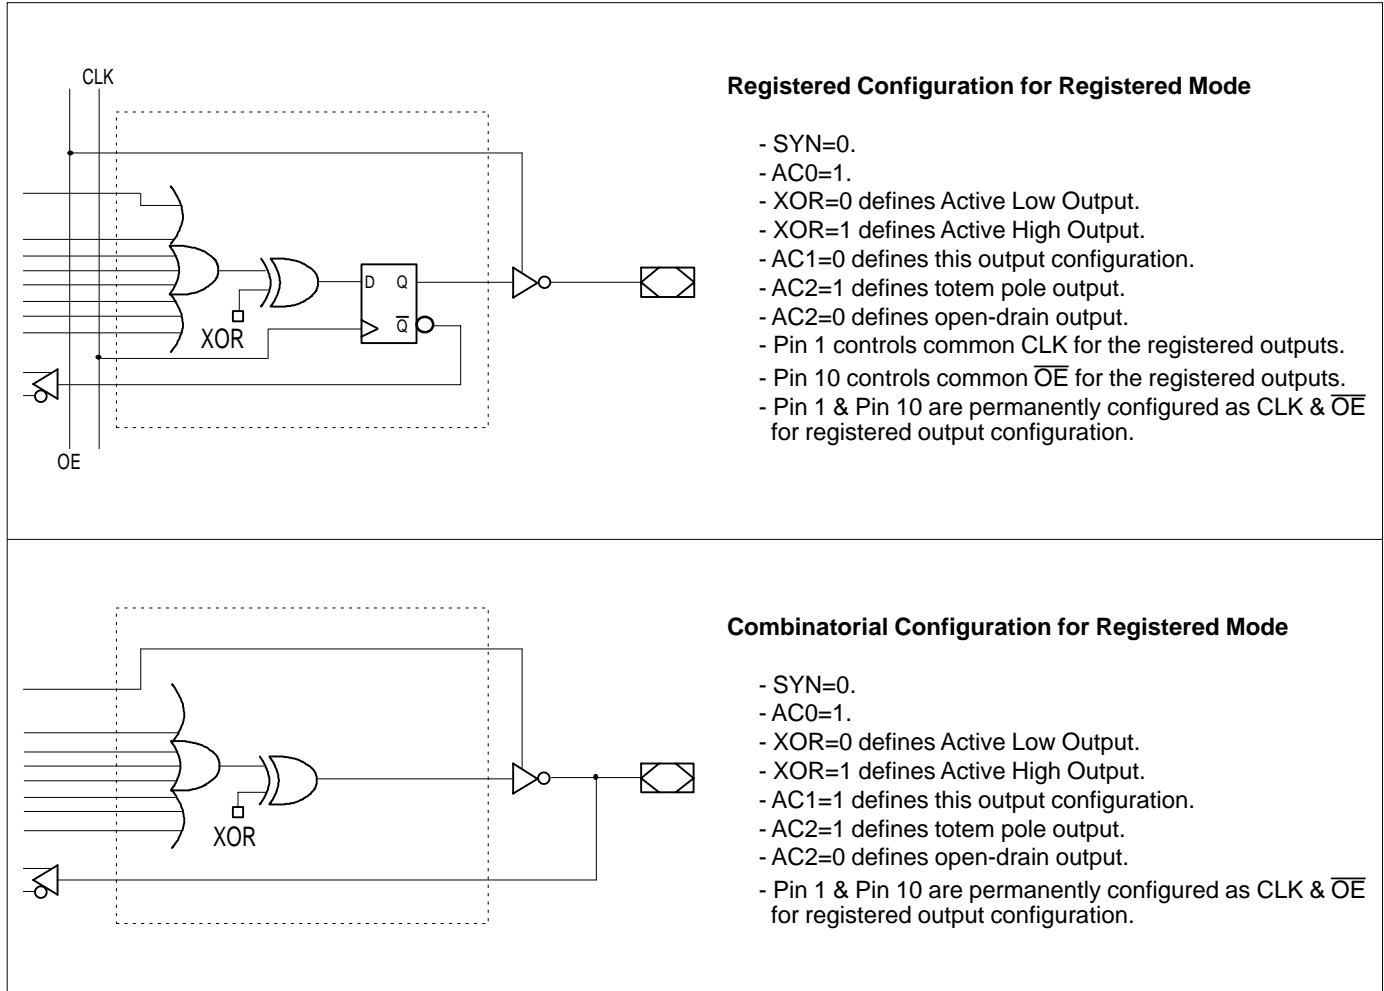 CLK
D Q
Q̅
XOR
OE
Registered Configuration for Registered Mode
- SYN=0.
- AC0=1.
- XOR=0 defines Active Low Output.
- XOR=1 defines Active High Output.
- AC1=0 defines this output configuration.
- AC2=1 defines totem pole output.
- AC2=0 defines open-drain output.
- Pin 1 controls common CLK for the registered outputs.
- Pin 10 controls common O̅E̅ for the registered outputs.
- Pin 1 & Pin 10 are permanently configured as CLK & O̅E̅
for registered output configuration.
XOR
Combinatorial Configuration for Registered Mode
- SYN=0.
- AC0=1.
- XOR=0 defines Active Low Output.
- XOR=1 defines Active High Output.
- AC1=1 defines this output configuration.
- AC2=1 defines totem pole output.
- AC2=0 defines open-drain output.
- Pin 1 & Pin 10 are permanently configured as CLK & O̅E̅
for registered output configuration.